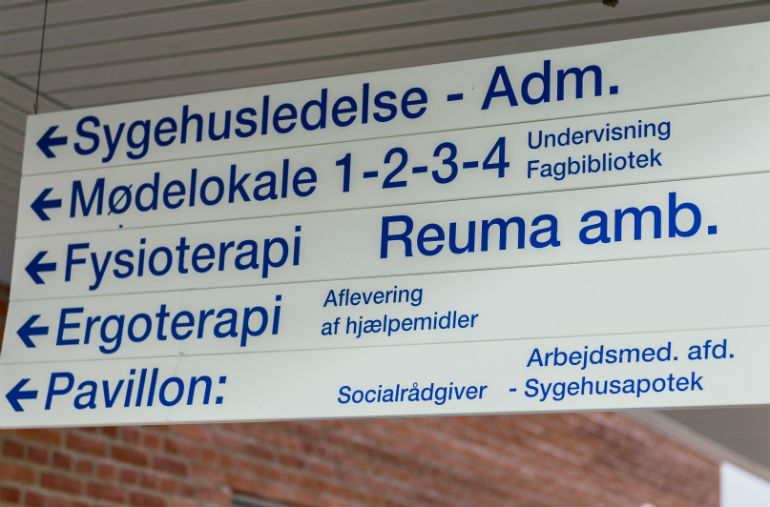 ←Sygehusledelse - Adm.
←Mødelokale 1-2-3-4 Undervisning
Fagbibliotek
←Fysioterapi Reuma amb.
←Ergoterapi Aflevering
af hjælpemidler
Arbejdsmed. afd.
←Pavillon: Socialrådgiver - Sygehusapotek